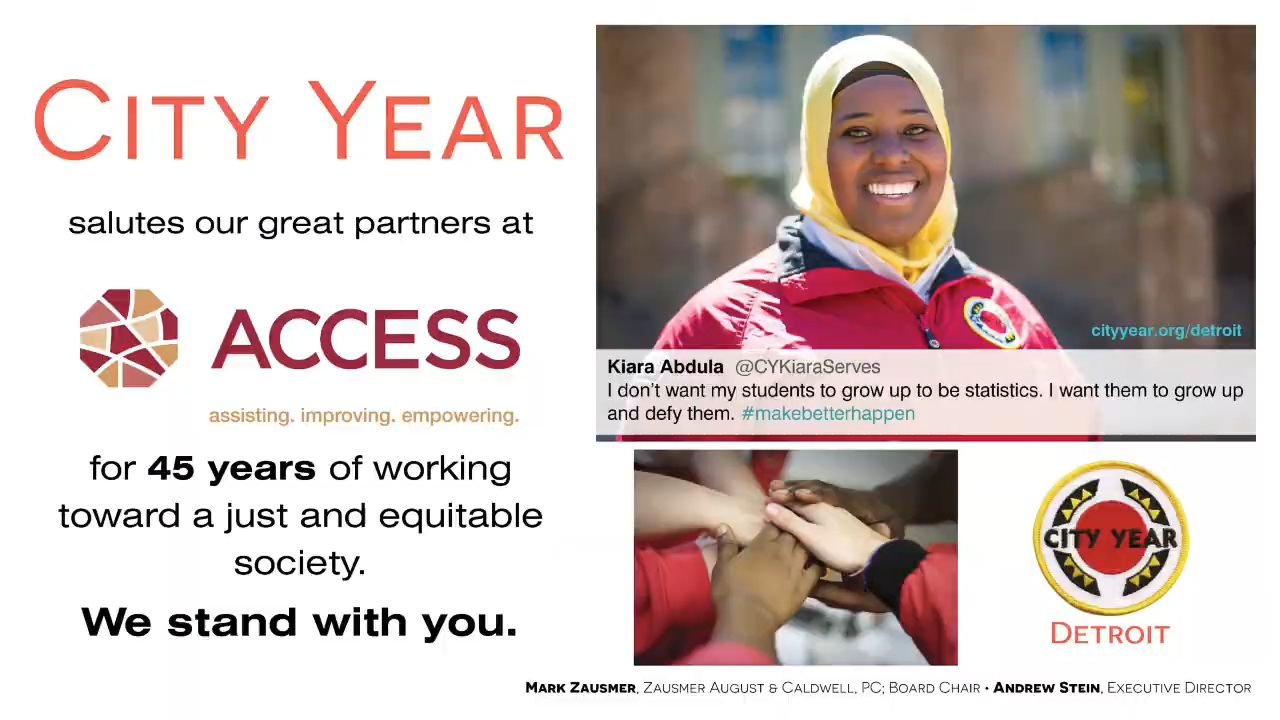 CITY YEAR
salutes our great partners at
ACCESS
assisting. improving. empowering.
for 45 years of working
toward a just and equitable
society.
We stand with you.
cityyear.org/detroit
Kiara Abdula @CYKiaraServes
I don't want my students to grow up to be statistics. I want them to grow up
and defy them. #makebetterhappen
CITY YEAR
DETROIT
MARK ZAUSMER, ZAUSMER AUGUST & CALDWELL, PC; BOARD CHAIR • ANDREW STEIN, EXECUTIVE DIRECTOR